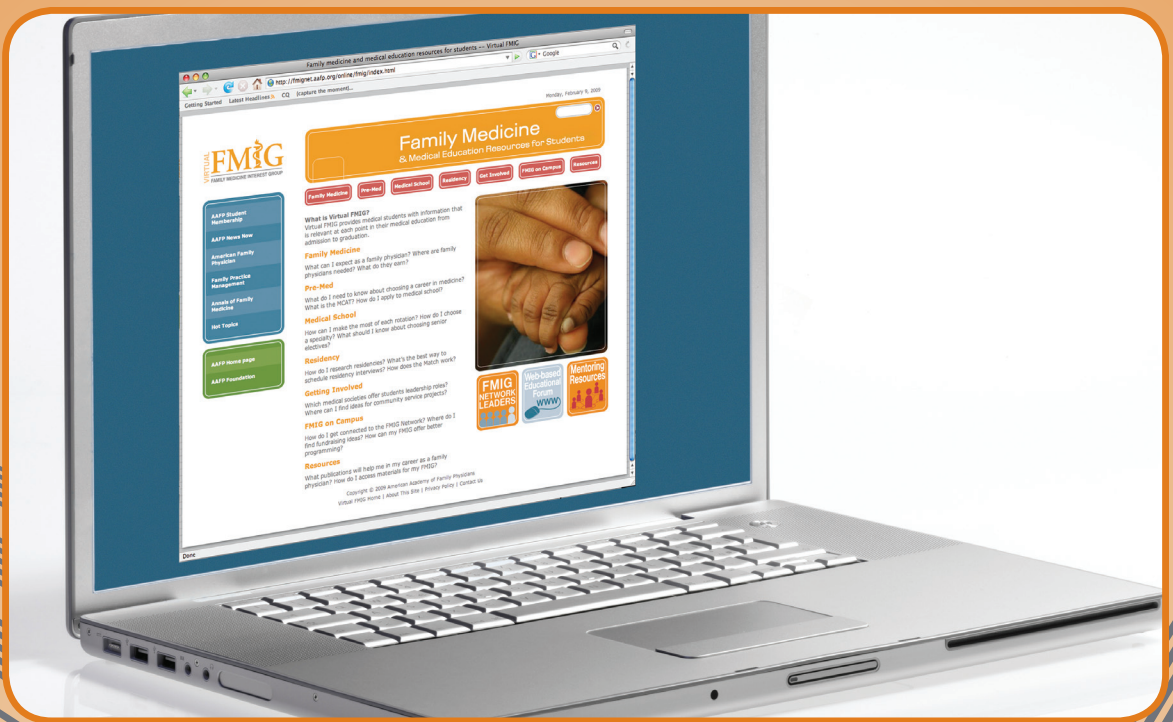 Family medicine and medical education resources for students -- Virtual FMIG
http://fmignet.aafp.org/online/fmig/index.html
Google
Getting Started
Latest Headlines
CQ
[capture the moment]...
Monday, February 9, 2009
VIRTUAL
FMIG
FAMILY MEDICINE INTEREST GROUP
Family Medicine
& Medical Education Resources for Students
Family Medicine
Pre-Med
Medical School
Residency
Get Involved
FMIG on Campus
Resources
AAFP Student
Membership
AAFP News Now
American Family
Physician
Family Practice
Management
Annals of Family
Medicine
Hot Topics
AAFP Home page
AAFP Foundation
What is Virtual FMIG?
Virtual FMIG provides medical students with information that
is relevant at each point in their medical education from
admission to graduation.
Family Medicine
What can I expect as a family physician? Where are family
physicians needed? What do they earn?
Pre-Med
What do I need to know about choosing a career in medicine?
What is the MCAT? How do I apply to medical school?
Medical School
How can I make the most of each rotation? How do I choose
a specialty? What should I know about choosing senior
electives?
Residency
How do I research residencies? What's the best way to
schedule residency interviews? How does the Match work?
Getting Involved
Which medical societies offer students leadership roles?
Where can I find ideas for community service projects?
FMIG on Campus
How do I get connected to the FMIG Network? Where do I
find fundraising ideas? How can my FMIG offer better
programming?
Resources
What publications will help me in my career as a family
physician? How do I access materials for my FMIG?
FMIG
NETWORK
LEADERS
Web-based
Educational
Forum
WWW
Mentoring
Resources
Copyright © 2009 American Academy of Family Physicians
Virtual FMIG Home | About This Site | Privacy Policy | Contact Us
Done